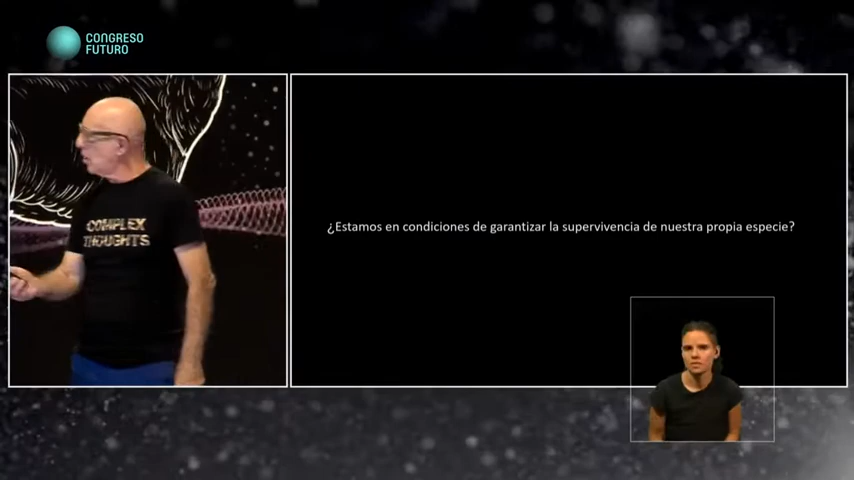 CONGRESO
FUTURO
COMPLEX
THOUGHTS
¿Estamos en condiciones de garantizar la supervivencia de nuestra propia especie?